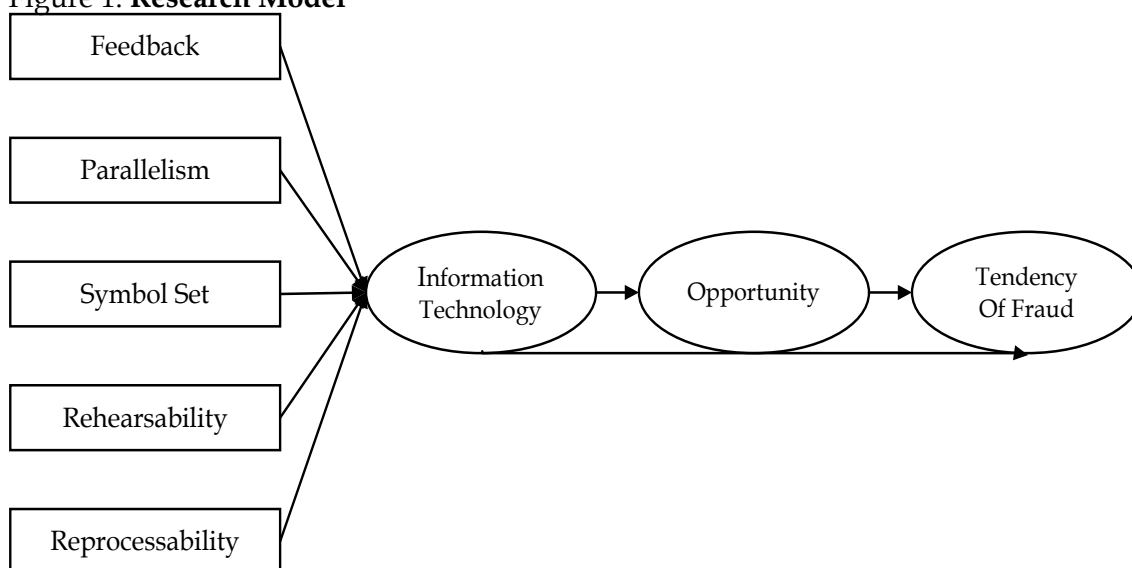 Figure 1. Research Model
Feedback
Parallelism
Symbol Set
Rehearsability
Reprocessability
Information
Technology
Opportunity
Tendency
Of Fraud